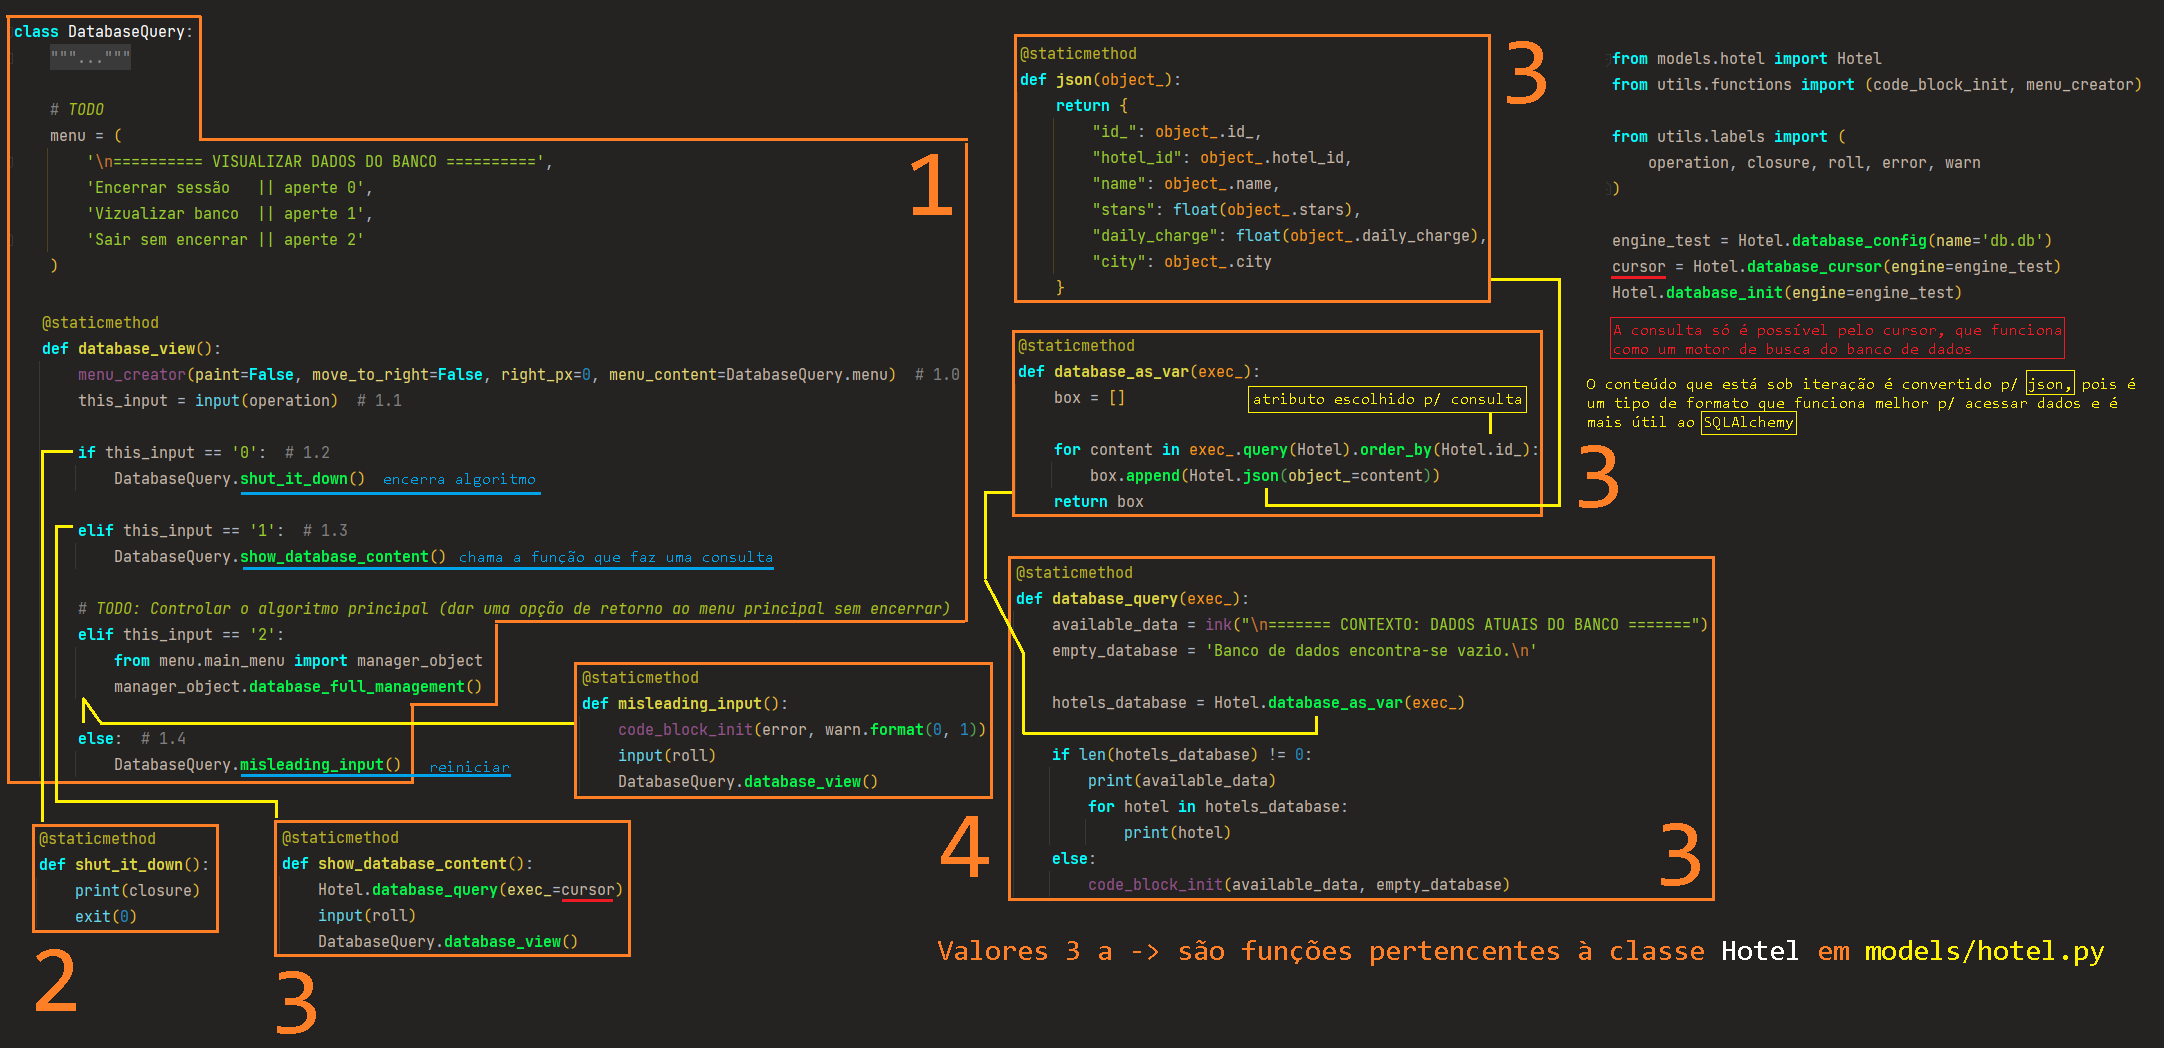 class DatabaseQuery:
"""..."""
# TODO
menu = (
'\n========== VISUALIZAR DADOS DO BANCO ==========',
'Encerrar sessão   || aperte 0',
'Vizualizar banco  || aperte 1',
'Sair sem encerrar || aperte 2'
)
1
@staticmethod
def database_view():
menu_creator(paint=False, move_to_right=False, right_px=0, menu_content=DatabaseQuery.menu)  # 1.0
this_input = input(operation)  # 1.1
if this_input == '0':  # 1.2
DatabaseQuery.shut_it_down()  encerra algoritmo
elif this_input == '1':  # 1.3
DatabaseQuery.show_database_content() chama a função que faz uma consulta
# TODO: Controlar o algoritmo principal (dar uma opção de retorno ao menu principal sem encerrar)
elif this_input == '2':
from menu.main_menu import manager_object
manager_object.database_full_management()
else:  # 1.4
DatabaseQuery.misleading_input()   reiniciar
@staticmethod
def shut_it_down():
print(closure)
exit(0)
2
@staticmethod
def show_database_content():
Hotel.database_query(exec_=cursor)
input(roll)
DatabaseQuery.database_view()
3
@staticmethod
def misleading_input():
code_block_init(error, warn.format(0, 1))
input(roll)
DatabaseQuery.database_view()
4
@staticmethod
def json(object_):
return {
"id_": object_.id_,
"hotel_id": object_.hotel_id,
"name": object_.name,
"stars": float(object_.stars),
"daily_charge": float(object_.daily_charge),
"city": object_.city
}
3
@staticmethod
def database_as_var(exec_):
box = []
atributo escolhido p/ consulta
for content in exec_.query(Hotel).order_by(Hotel.id_):
box.append(Hotel.json(object_=content))
return box
3
@staticmethod
def database_query(exec_):
available_data = ink("\n======= CONTEXTO: DADOS ATUAIS DO BANCO =======")
empty_database = 'Banco de dados encontra-se vazio.\n'
hotels_database = Hotel.database_as_var(exec_)
if len(hotels_database) != 0:
print(available_data)
for hotel in hotels_database:
print(hotel)
else:
code_block_init(available_data, empty_database)
3
from models.hotel import Hotel
from utils.functions import (code_block_init, menu_creator)
from utils.labels import (
operation, closure, roll, error, warn
)
engine_test = Hotel.database_config(name='db.db')
cursor = Hotel.database_cursor(engine=engine_test)
Hotel.database_init(engine=engine_test)
A consulta só é possível pelo cursor, que funciona
como um motor de busca do banco de dados
O conteúdo que está sob iteração é convertido p/ json, pois é
um tipo de formato que funciona melhor p/ acessar dados e é
mais útil ao SQLAlchemy
Valores 3 a -> são funções pertencentes à classe Hotel em models/hotel.py